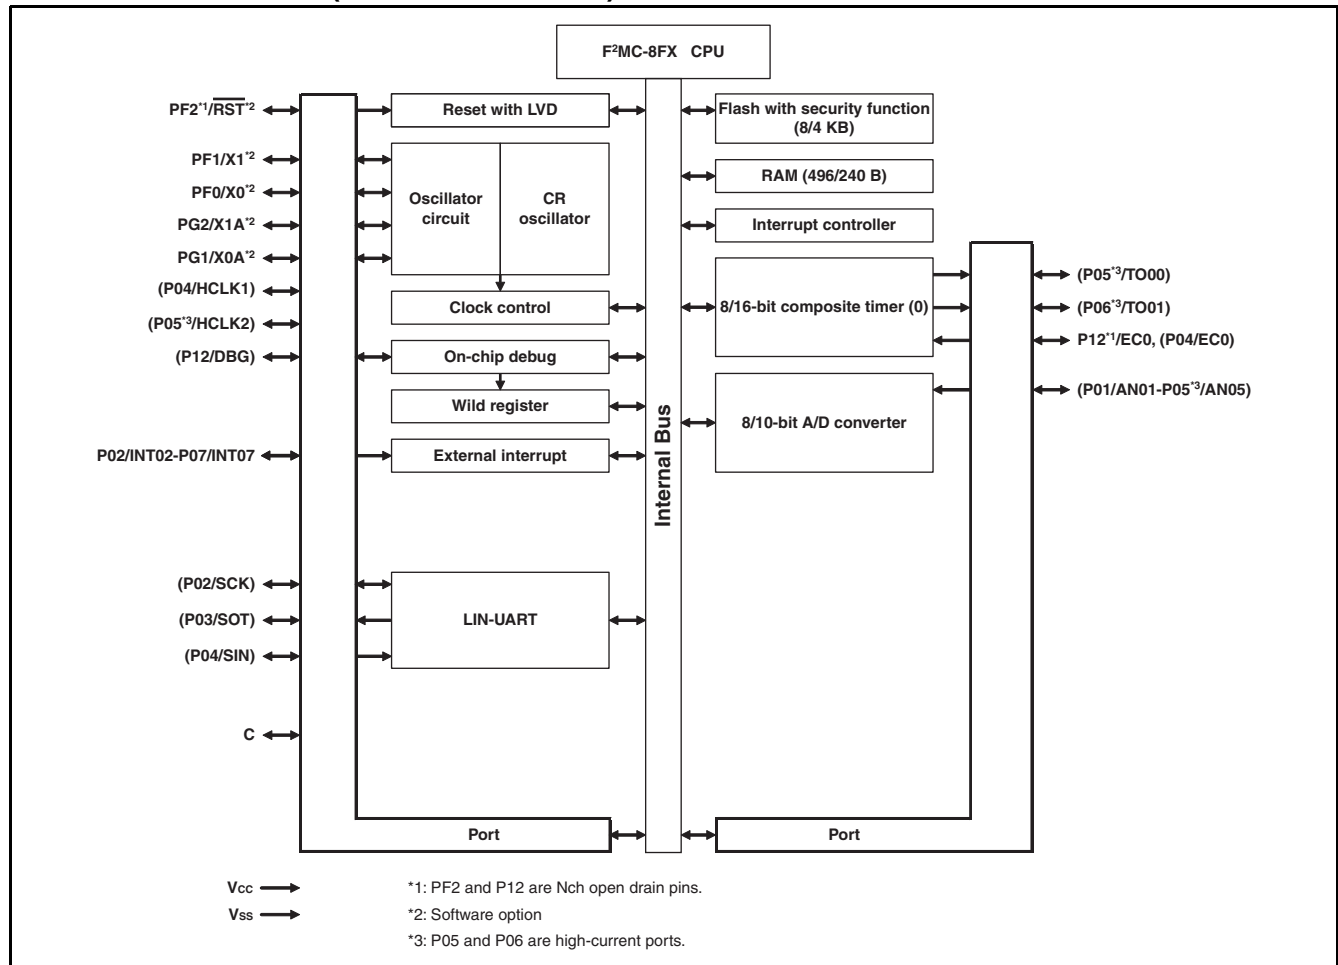 F²MC-8FX CPU
PF2*1/RST*2
Reset with LVD
Flash with security function
(8/4 KB)
PF1/X1*2
PF0/X0*2
PG2/X1A*2
PG1/X0A*2
Oscillator
circuit
CR
oscillator
RAM (496/240 B)
Interrupt controller
(P04/HCLK1)
(P05*3/HCLK2)
Clock control
8/16-bit composite timer (0)
(P05*3/TO00)
(P06*3/TO01)
P12*1/EC0, (P04/EC0)
(P12/DBG)
On-chip debug
Wild register
8/10-bit A/D converter
(P01/AN01-P05*3/AN05)
P02/INT02-P07/INT07
External interrupt
Internal Bus
(P02/SCK)
(P03/SOT)
(P04/SIN)
LIN-UART
C
Port
Port
Vcc
Vss
*1: PF2 and P12 are Nch open drain pins.
*2: Software option
*3: P05 and P06 are high-current ports.